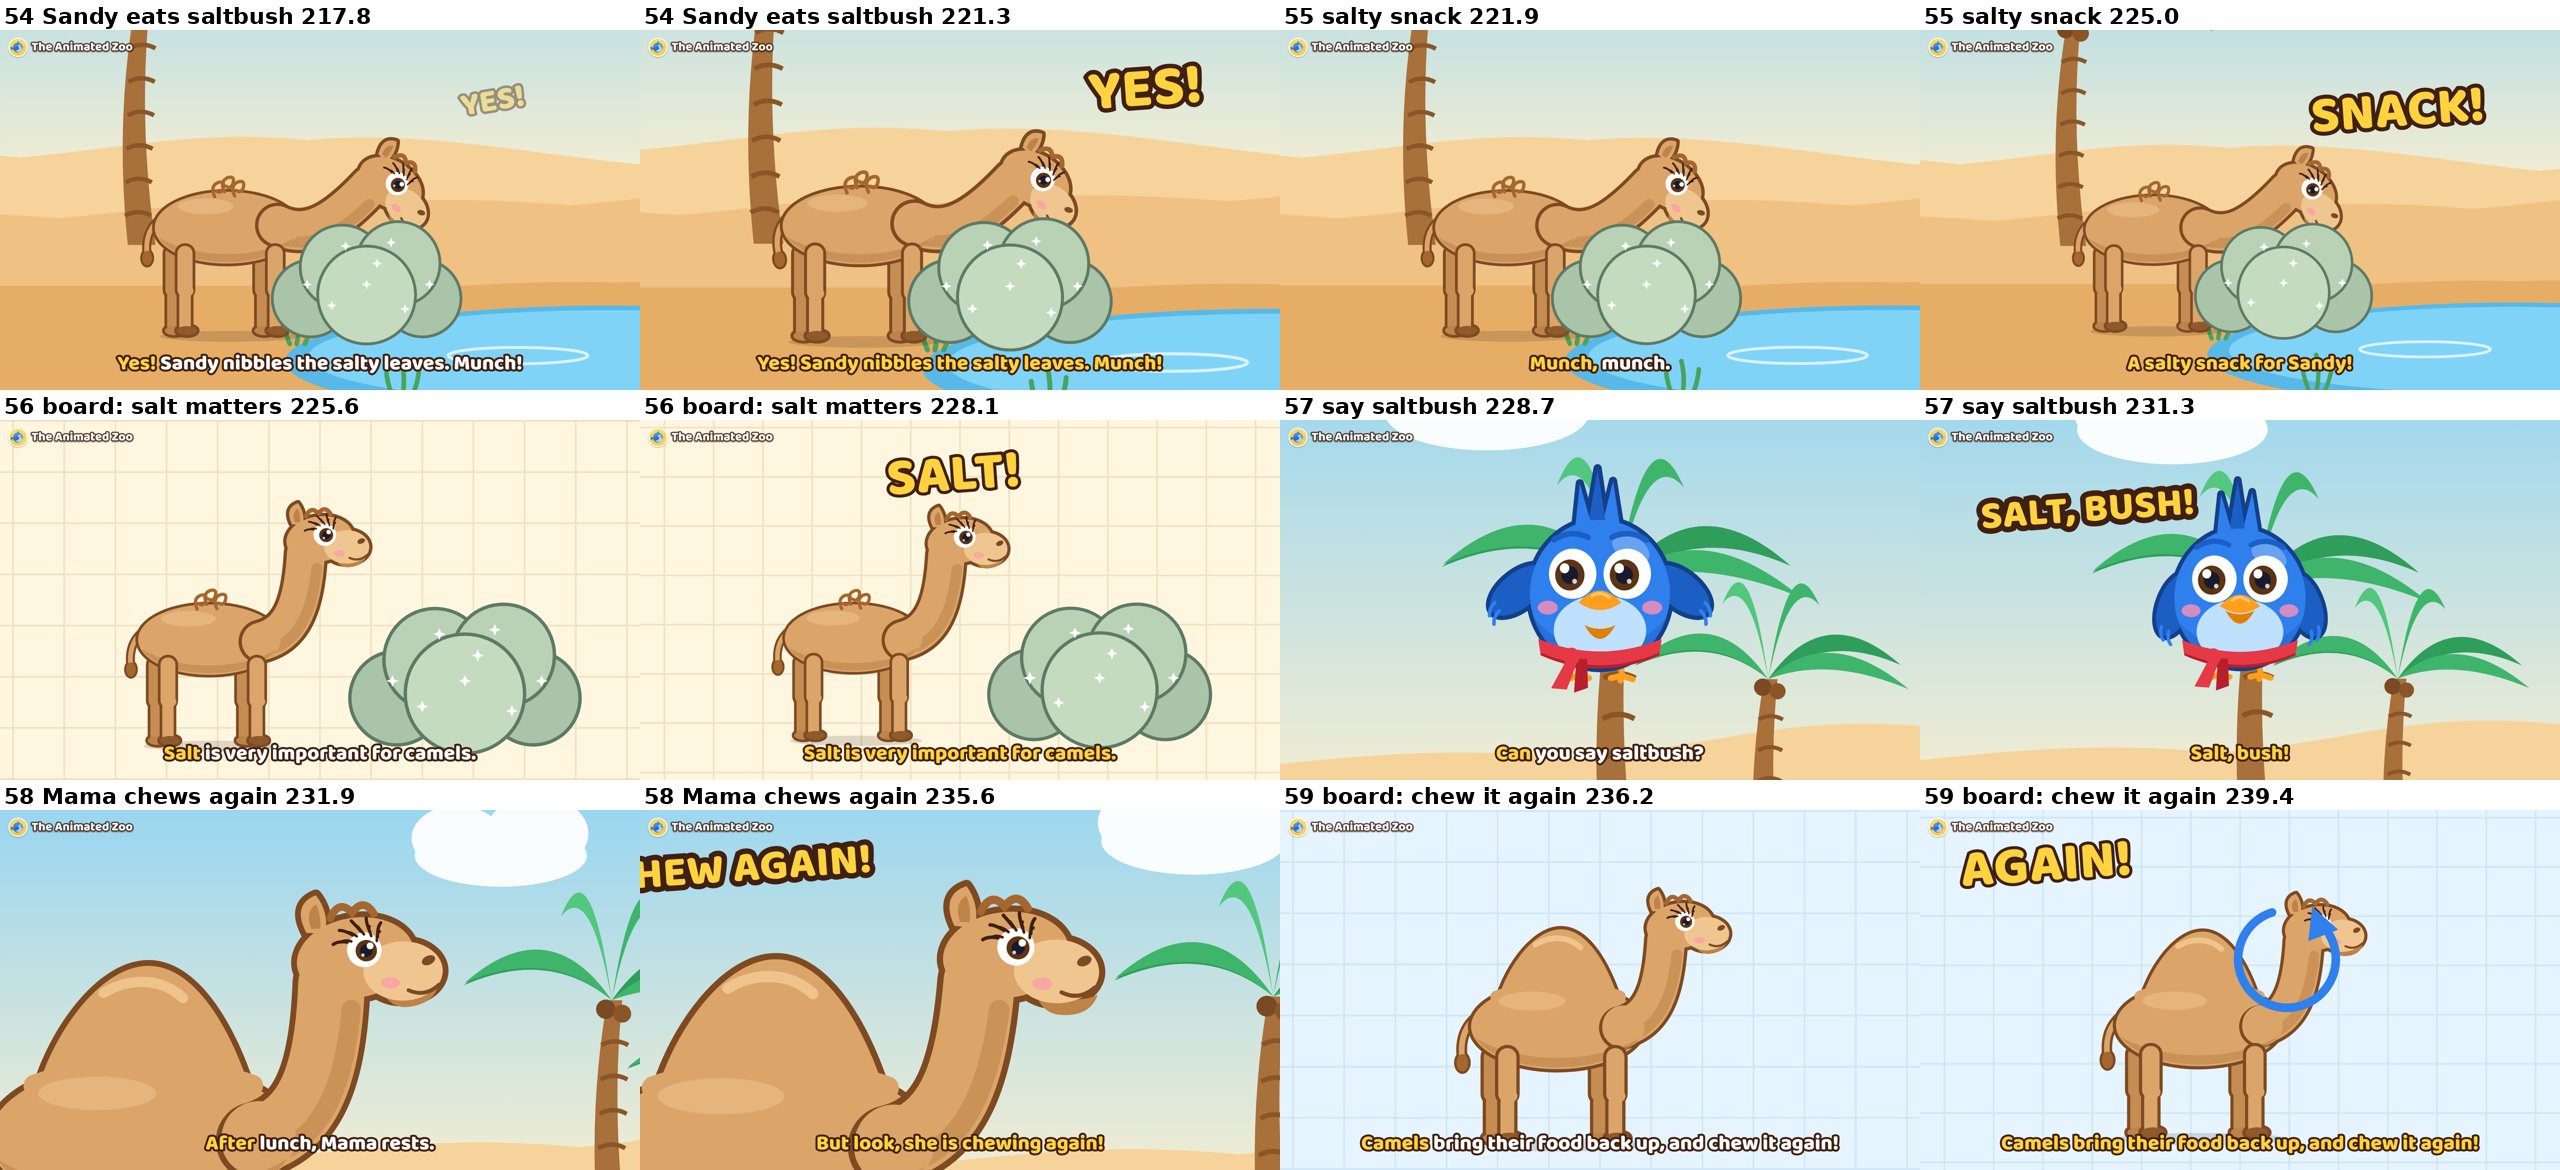 54 Sandy eats saltbush 217.8
The Animated Zoo
YES!
Yes! Sandy nibbles the salty leaves. Munch!
54 Sandy eats saltbush 221.3
The Animated Zoo
YES!
Yes! Sandy nibbles the salty leaves. Munch!
55 salty snack 221.9
The Animated Zoo
Munch, munch.
55 salty snack 225.0
The Animated Zoo
SNACK!
A salty snack for Sandy!
56 board: salt matters 225.6
The Animated Zoo
Salt is very important for camels.
56 board: salt matters 228.1
The Animated Zoo
SALT!
Salt is very important for camels.
57 say saltbush 228.7
The Animated Zoo
Can you say saltbush?
57 say saltbush 231.3
The Animated Zoo
SALT, BUSH!
Salt, bush!
58 Mama chews again 231.9
The Animated Zoo
After lunch, Mama rests.
58 Mama chews again 235.6
The Animated Zoo
HEW AGAIN!
But look, she is chewing again!
59 board: chew it again 236.2
The Animated Zoo
Camels bring their food back up, and chew it again!
59 board: chew it again 239.4
The Animated Zoo
AGAIN!
Camels bring their food back up, and chew it again!